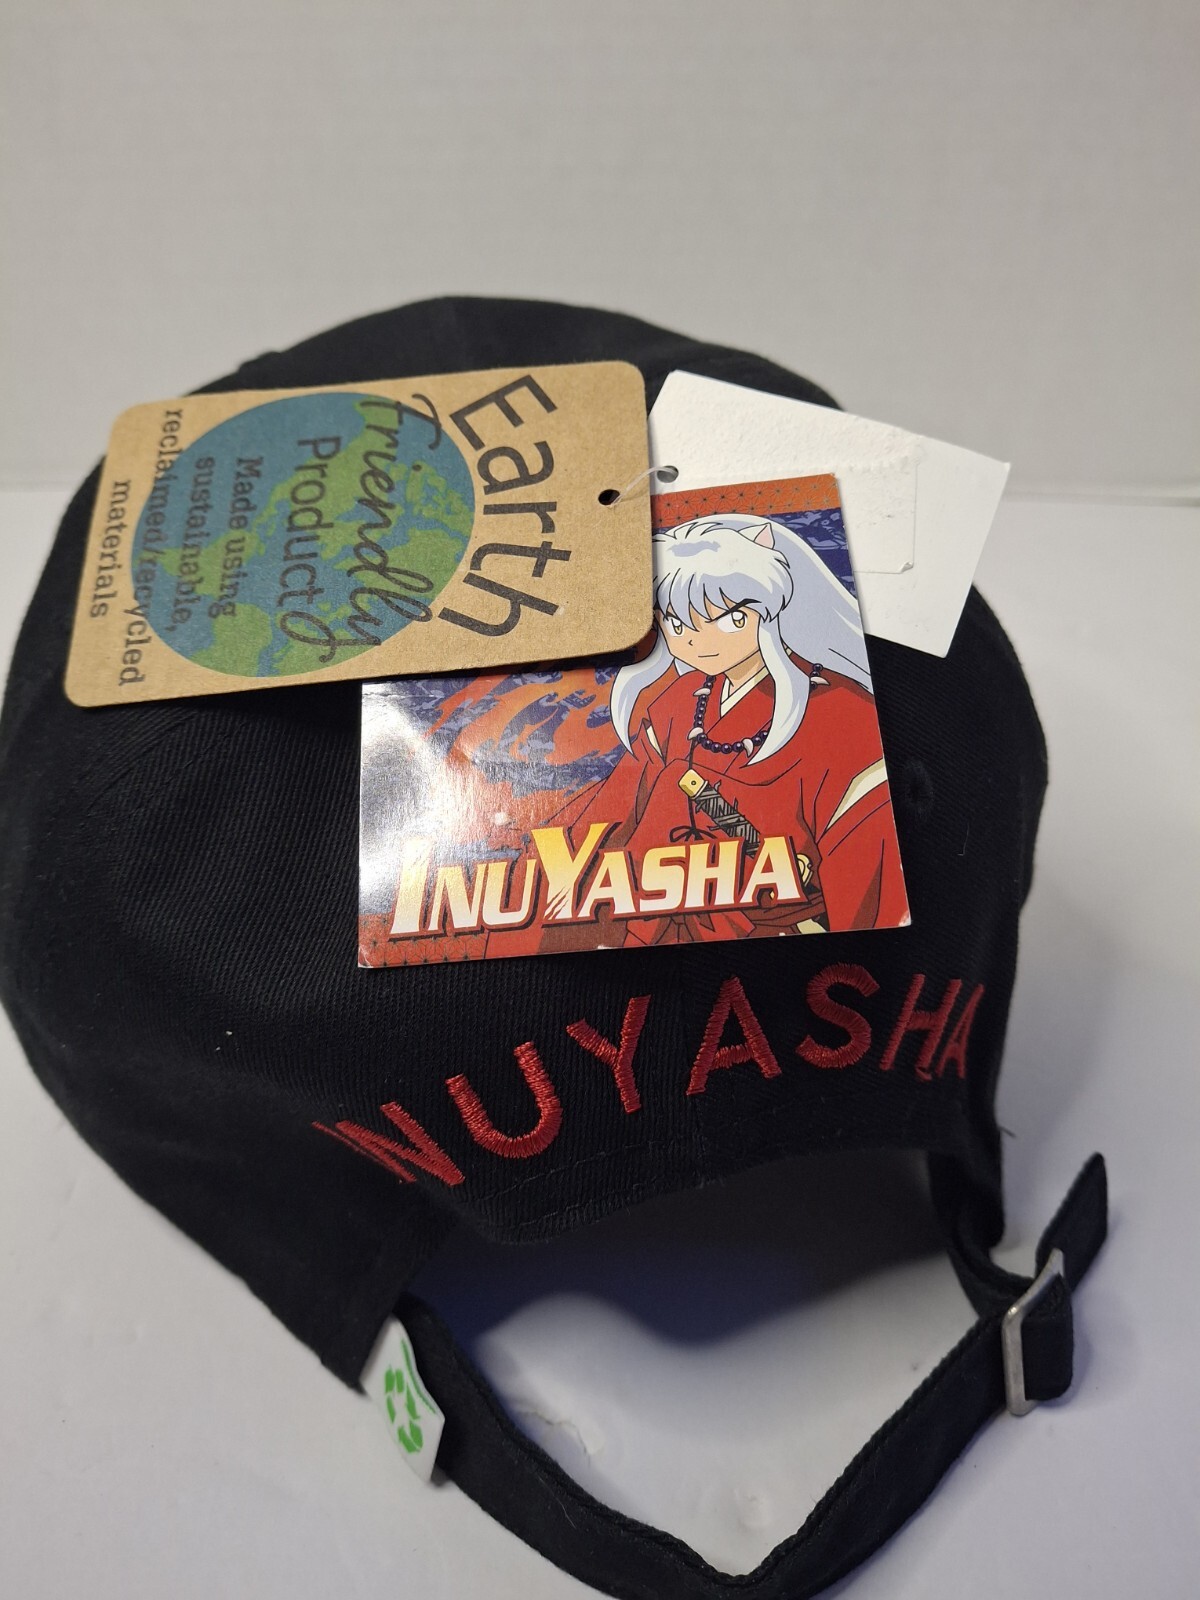 Earth
Friendly
Product
Made using
sustainable,
reclaimed/recycled
materials
INUYASHA
INUYASHA